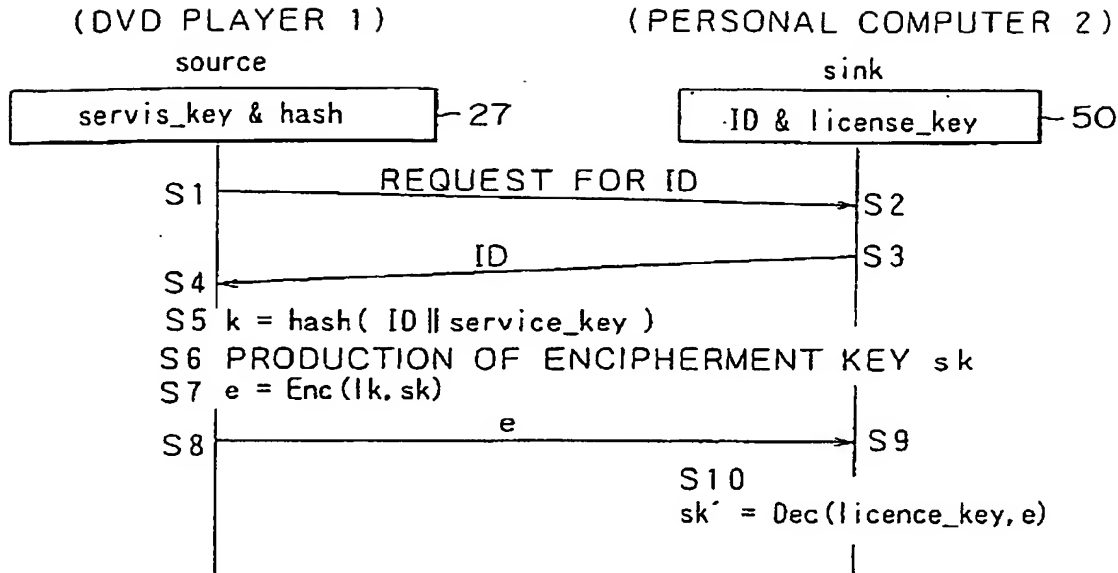 (DVD PLAYER 1) (PERSONAL COMPUTER 2)
source sink
servis_key & hash 27 ID & license_key 50
S1 REQUEST FOR ID S2
ID S3
S4
S5 k = hash( ID || service_key )
S6 PRODUCTION OF ENCIPHERMENT KEY sk
S7 e = Enc(lk. sk)
S8 e S9
S10
sk´ = Dec(licence_key, e)